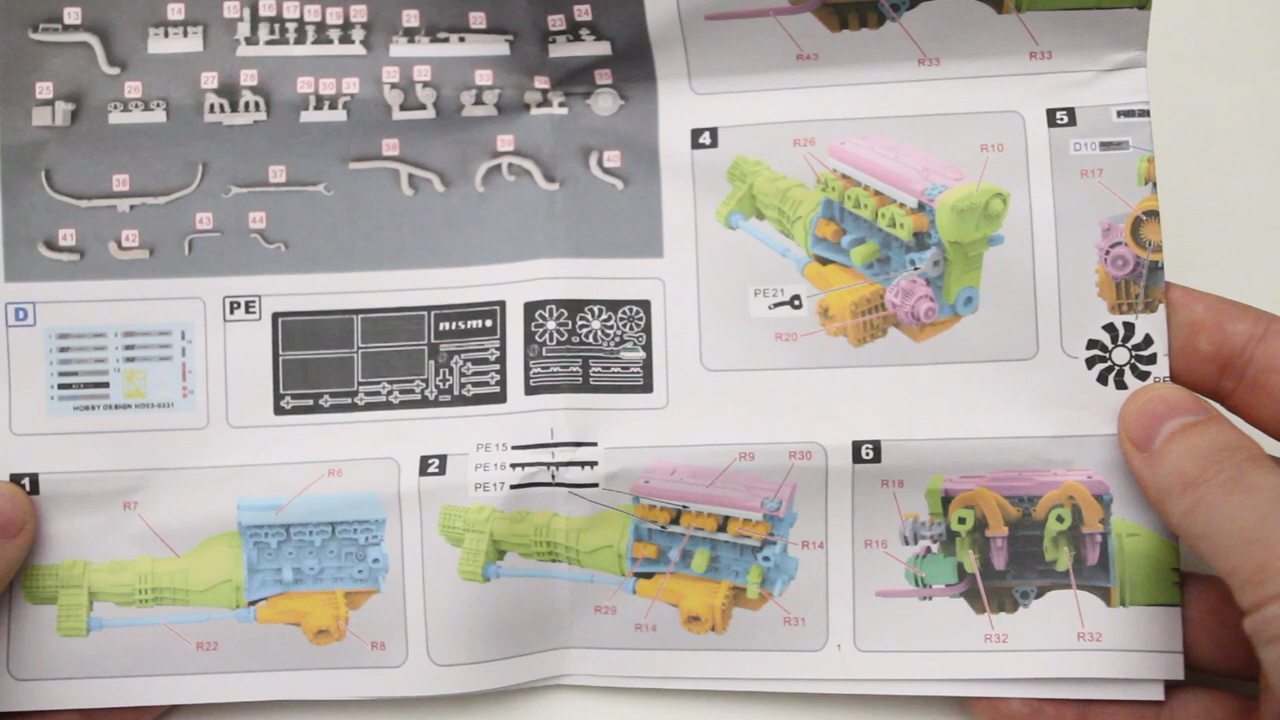 13
14
15 16 17 18 19 20
21 22
23 24
25
26
27 28
29 30 31
32 32
33
35
36
37
38
39
40
41
42
43
44
D
HOBBY DESIGN HD03-0331
PE
nismo
1
R7
R6
R22
R8
2
PE15
PE16
PE17
R9
R30
R14
R29
R14
R31
1
R43
R33
R33
4
R26
R10
PE21
R20
5
RB26
D10
R17
6
R18
R16
R32
R32